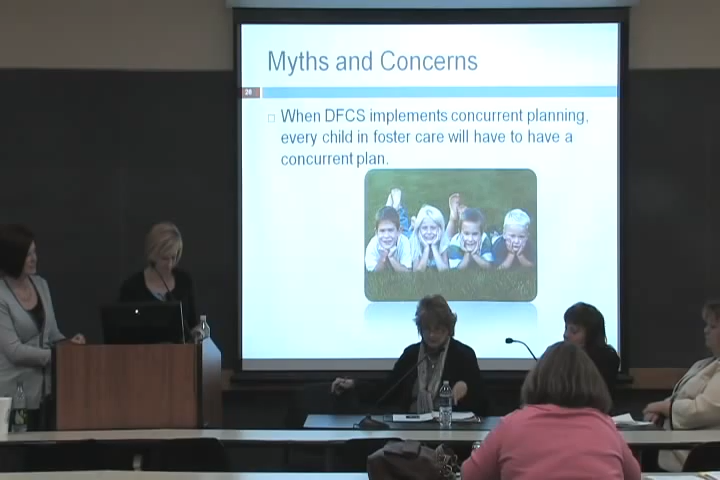 Myths and Concerns
26
When DFCS implements concurrent planning,
every child in foster care will have to have a
concurrent plan.